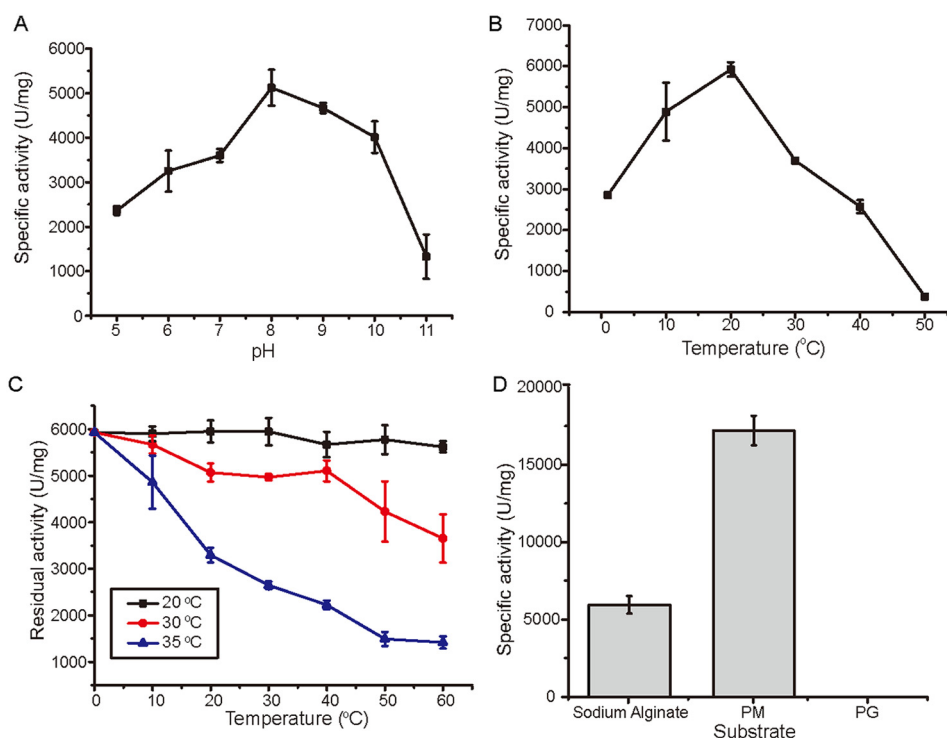 A
Specific activity (U/mg)
6000
5000
4000
3000
2000
1000
0
5 6 7 8 9 10 11
pH
B
Specific activity (U/mg)
7000
6000
5000
4000
3000
2000
1000
0
0 10 20 30 40 50
Temperature (°C)
C
Residual activity (U/mg)
6000
5000
4000
3000
2000
1000
20 °C
30 °C
35 °C
0 10 20 30 40 50 60
Temperature (°C)
D
Specific activity (U/mg)
20000
15000
10000
5000
0
Sodium Alginate PM PG
Substrate